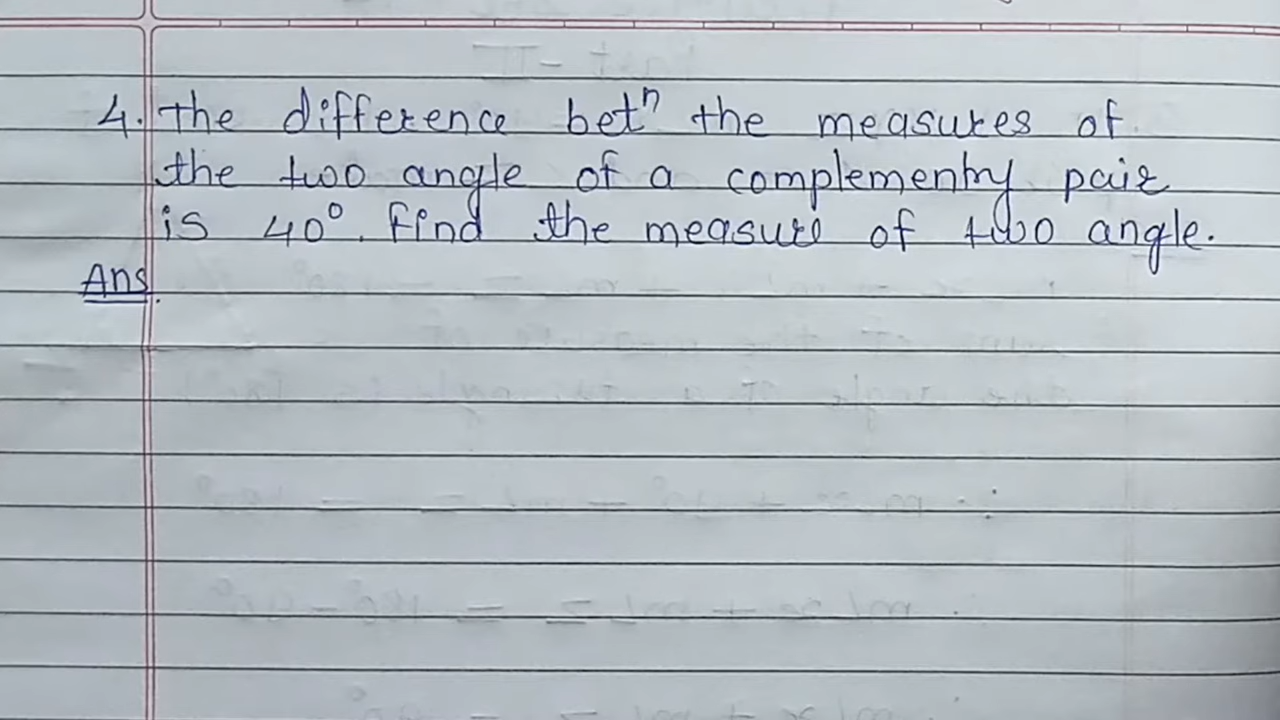 4. The difference betⁿ the measures of
the two angle of a complementry pair
is 40°. find the measure of two angle.
Ans.